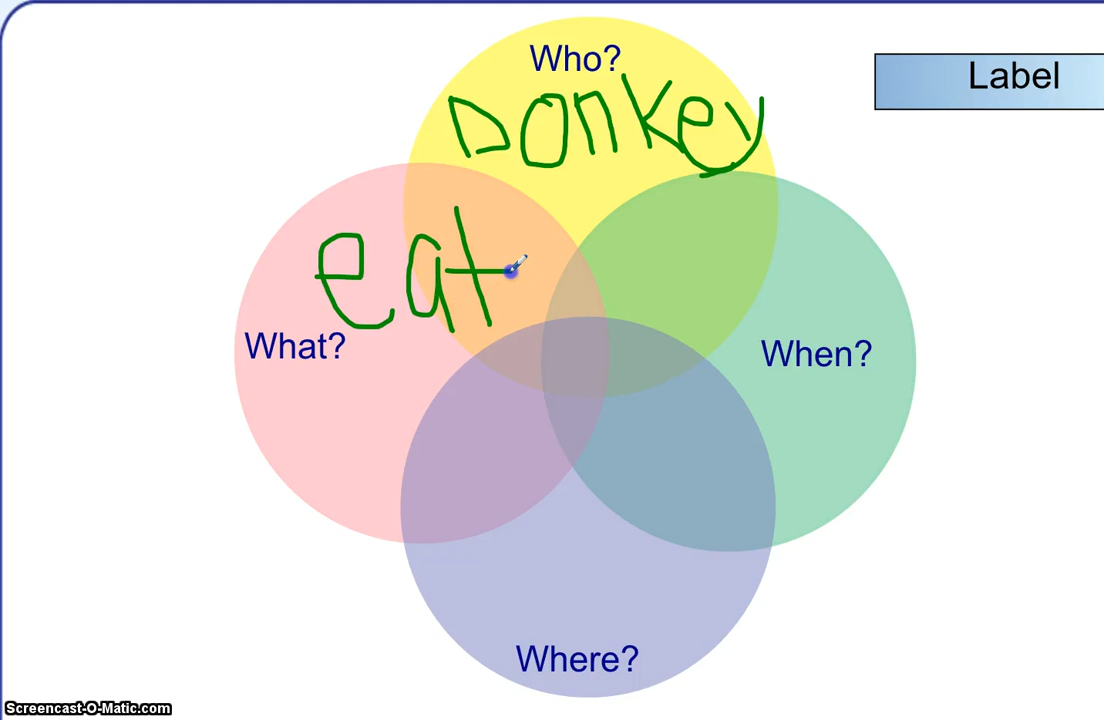 Who?
Donkey
Label
eat
What?
When?
Where?
Screencast-O-Matic.com